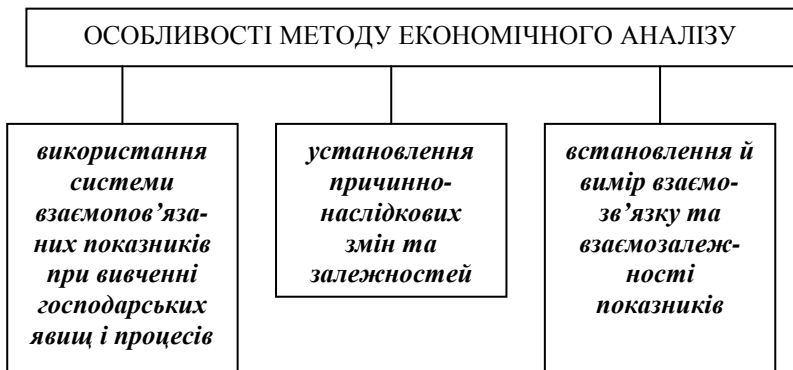 ОСОБЛИВОСТІ МЕТОДУ ЕКОНОМІЧНОГО АНАЛІЗУ
використання
системи
взаємопов’яза-
них показників
при вивченні
господарських
явищ і процесів
установлення
причинно-
наслідкових
змін та
залежностей
встановлення й
вимір взаємо-
зв’язку та
взаємозалеж-
ності
показників